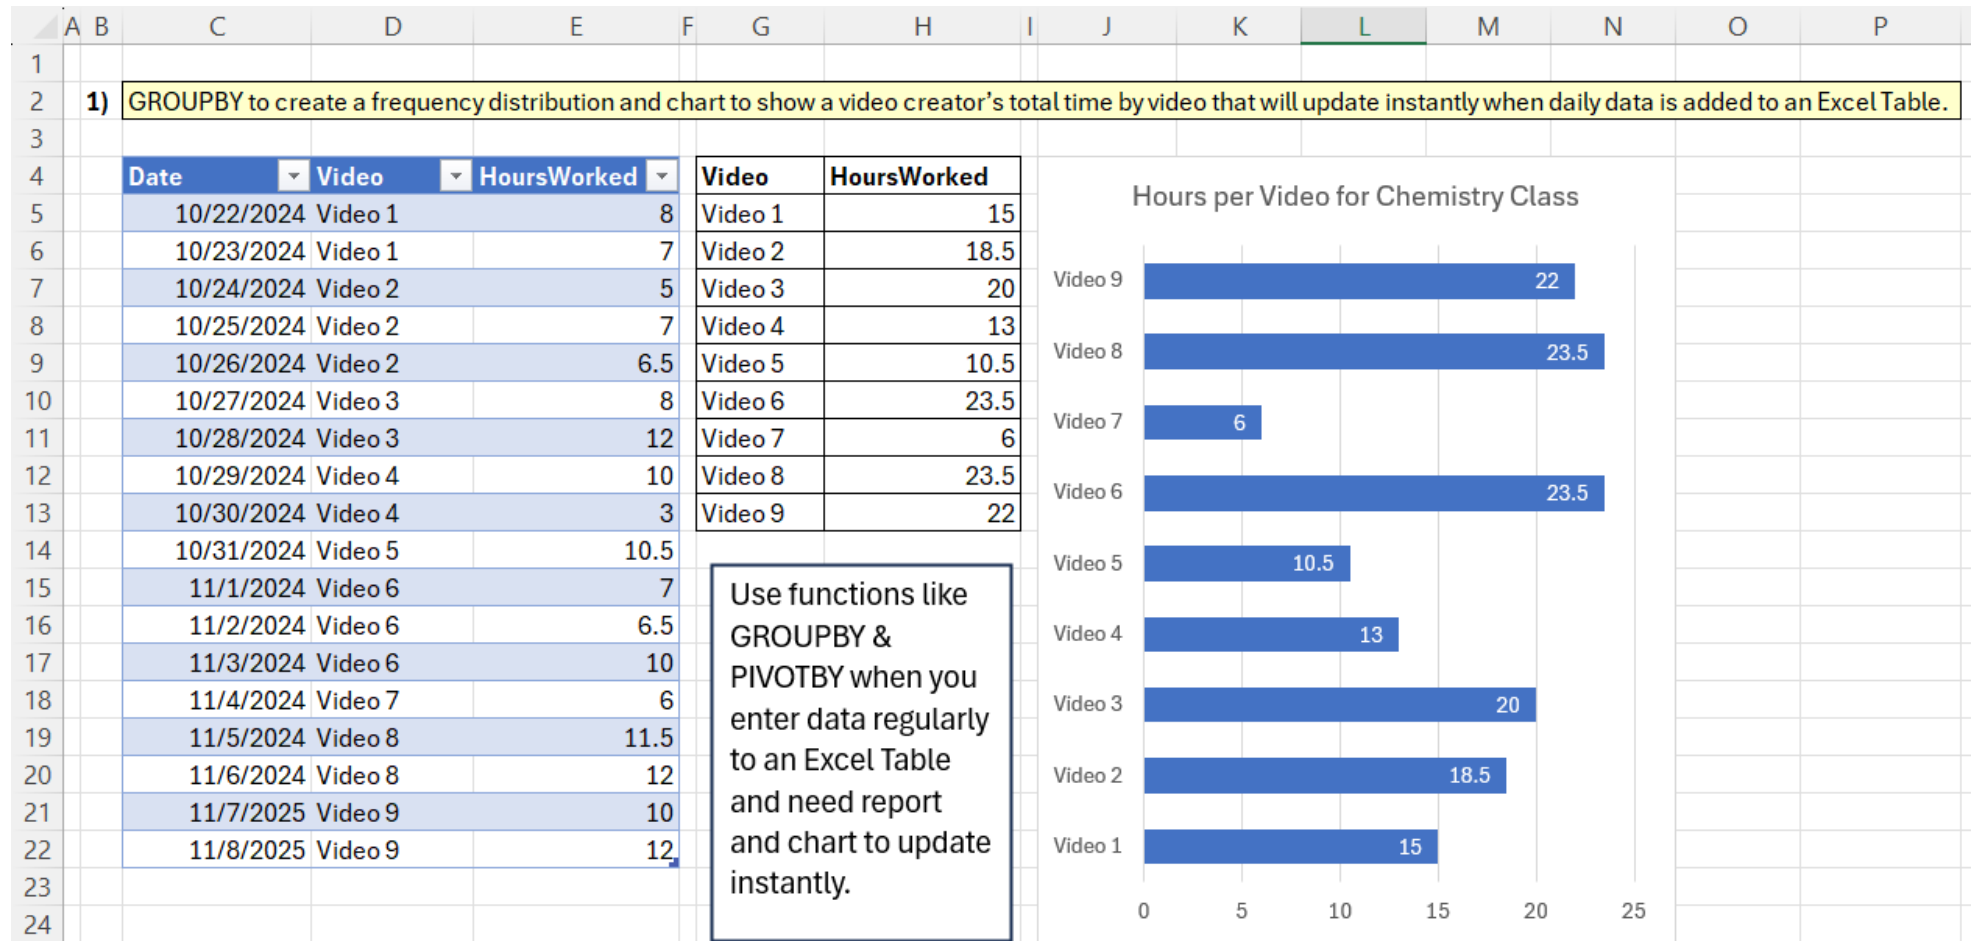 A B C D E F G H I J K L M N O P
1
2 1) GROUPBY to create a frequency distribution and chart to show a video creator’s total time by video that will update instantly when daily data is added to an Excel Table.
3
4 Date Video HoursWorked Video HoursWorked
5 10/22/2024 Video 1 8 Video 1 15
6 10/23/2024 Video 1 7 Video 2 18.5
7 10/24/2024 Video 2 5 Video 3 20
8 10/25/2024 Video 2 7 Video 4 13
9 10/26/2024 Video 2 6.5 Video 5 10.5
10 10/27/2024 Video 3 8 Video 6 23.5
11 10/28/2024 Video 3 12 Video 7 6
12 10/29/2024 Video 4 10 Video 8 23.5
13 10/30/2024 Video 4 3 Video 9 22
14 10/31/2024 Video 5 10.5
15 11/1/2024 Video 6 7
16 11/2/2024 Video 6 6.5
17 11/3/2024 Video 6 10
18 11/4/2024 Video 7 6
19 11/5/2024 Video 8 11.5
20 11/6/2024 Video 8 12
21 11/7/2025 Video 9 10
22 11/8/2025 Video 9 12
23
24
Use functions like
GROUPBY &
PIVOTBY when you
enter data regularly
to an Excel Table
and need report
and chart to update
instantly.
Hours per Video for Chemistry Class
Video 9 22
Video 8 23.5
Video 7 6
Video 6 23.5
Video 5 10.5
Video 4 13
Video 3 20
Video 2 18.5
Video 1 15
0 5 10 15 20 25